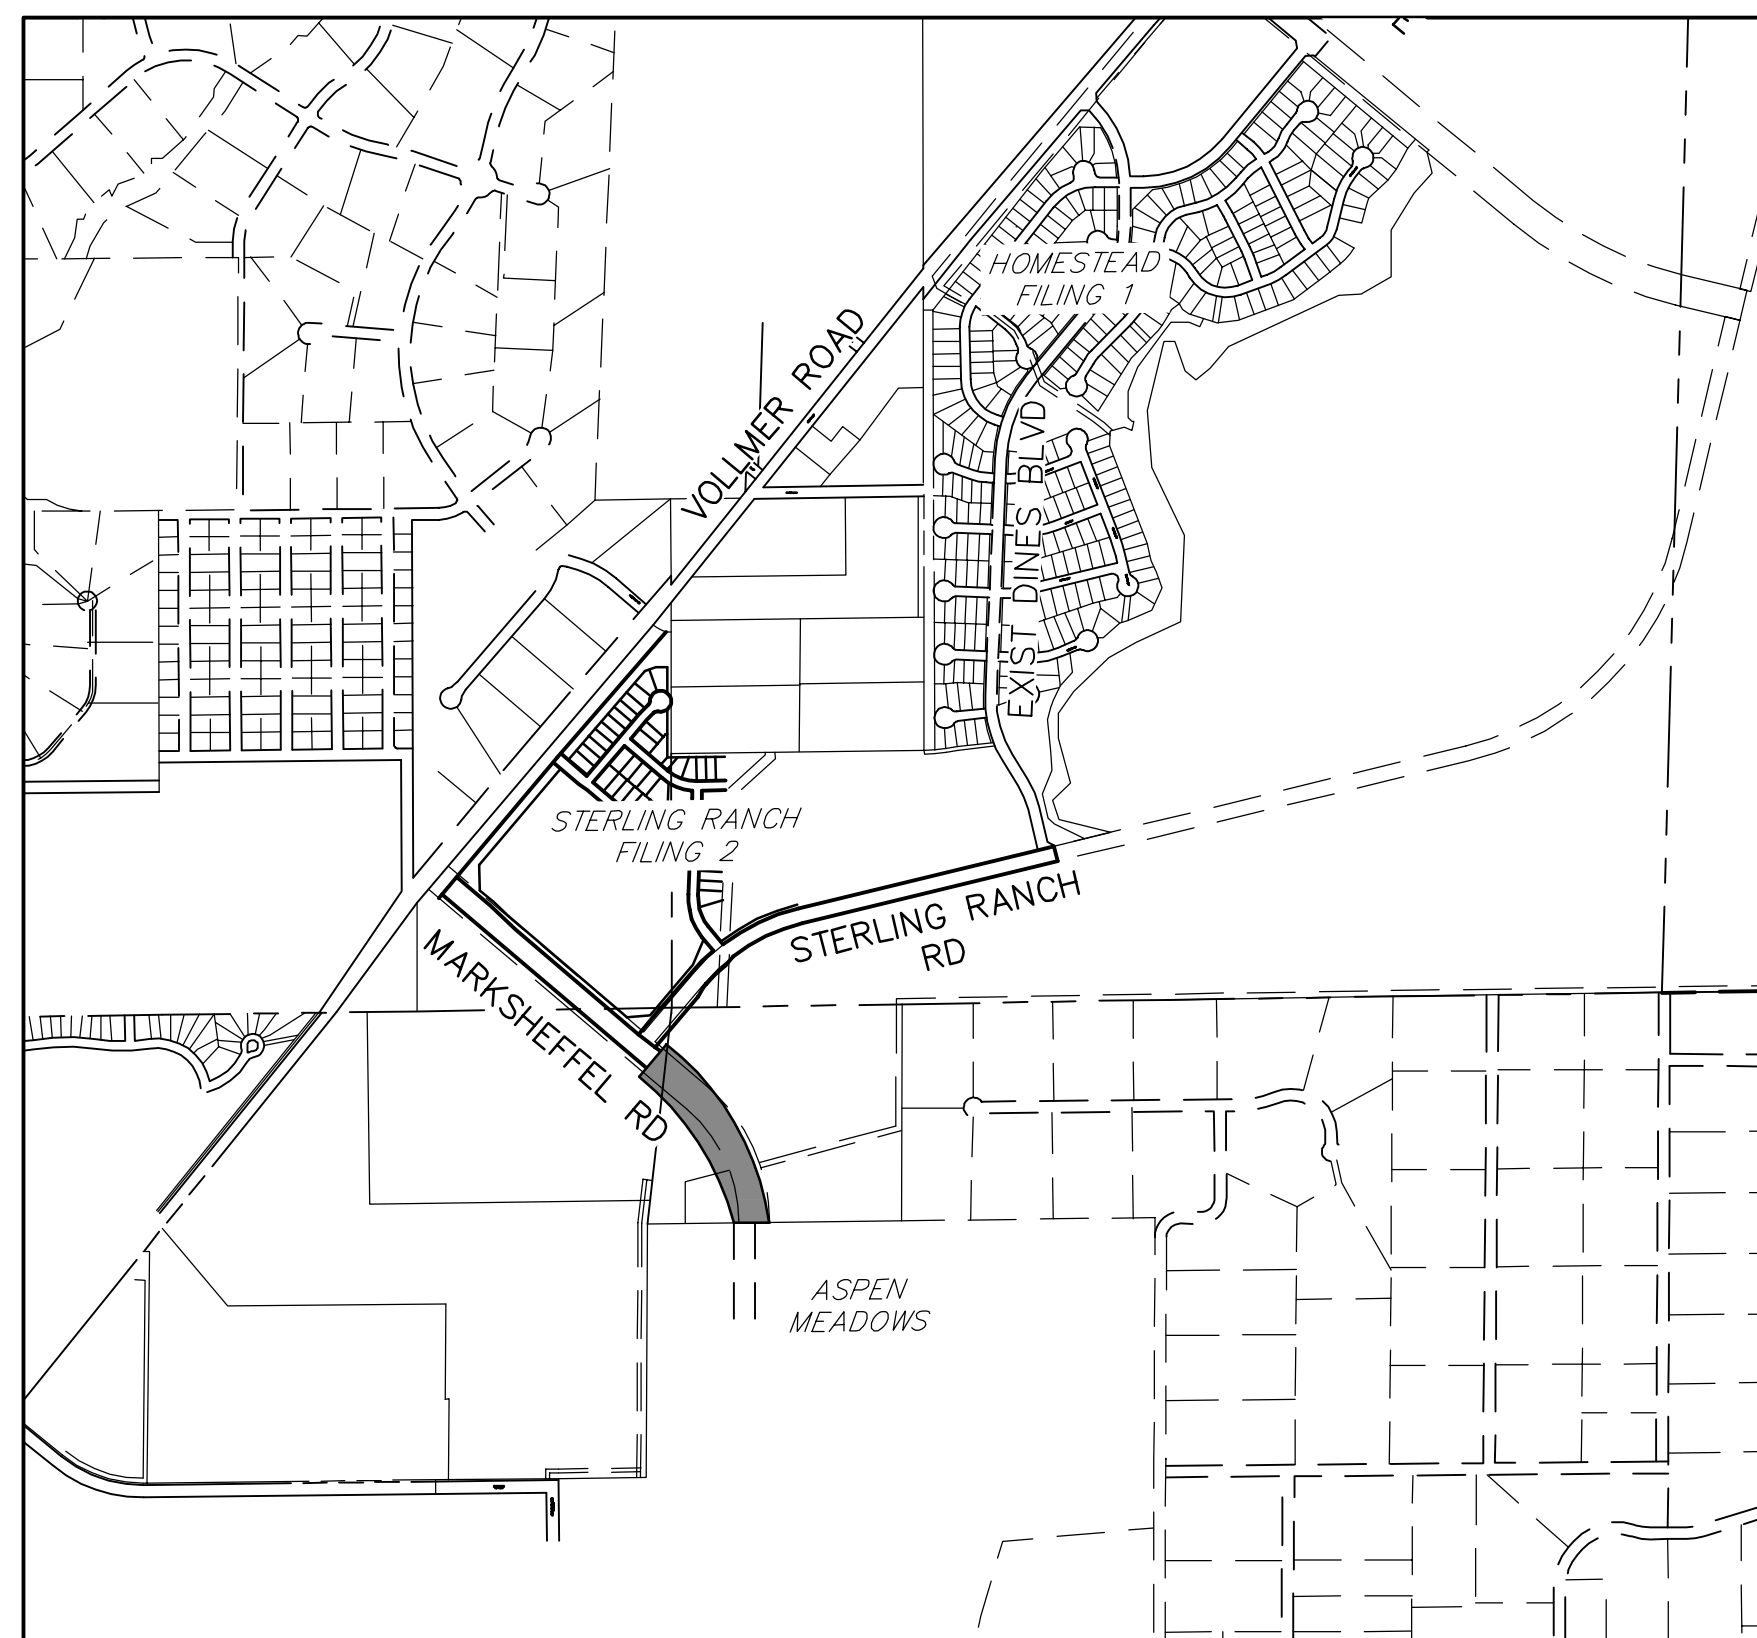 HOMESTEAD
FILING 1
VOLLMER ROAD
EXIST DINES BLVD
STERLING RANCH
FILING 2
STERLING RANCH
RD
MARKSHEFFEL RD
ASPEN
MEADOWS